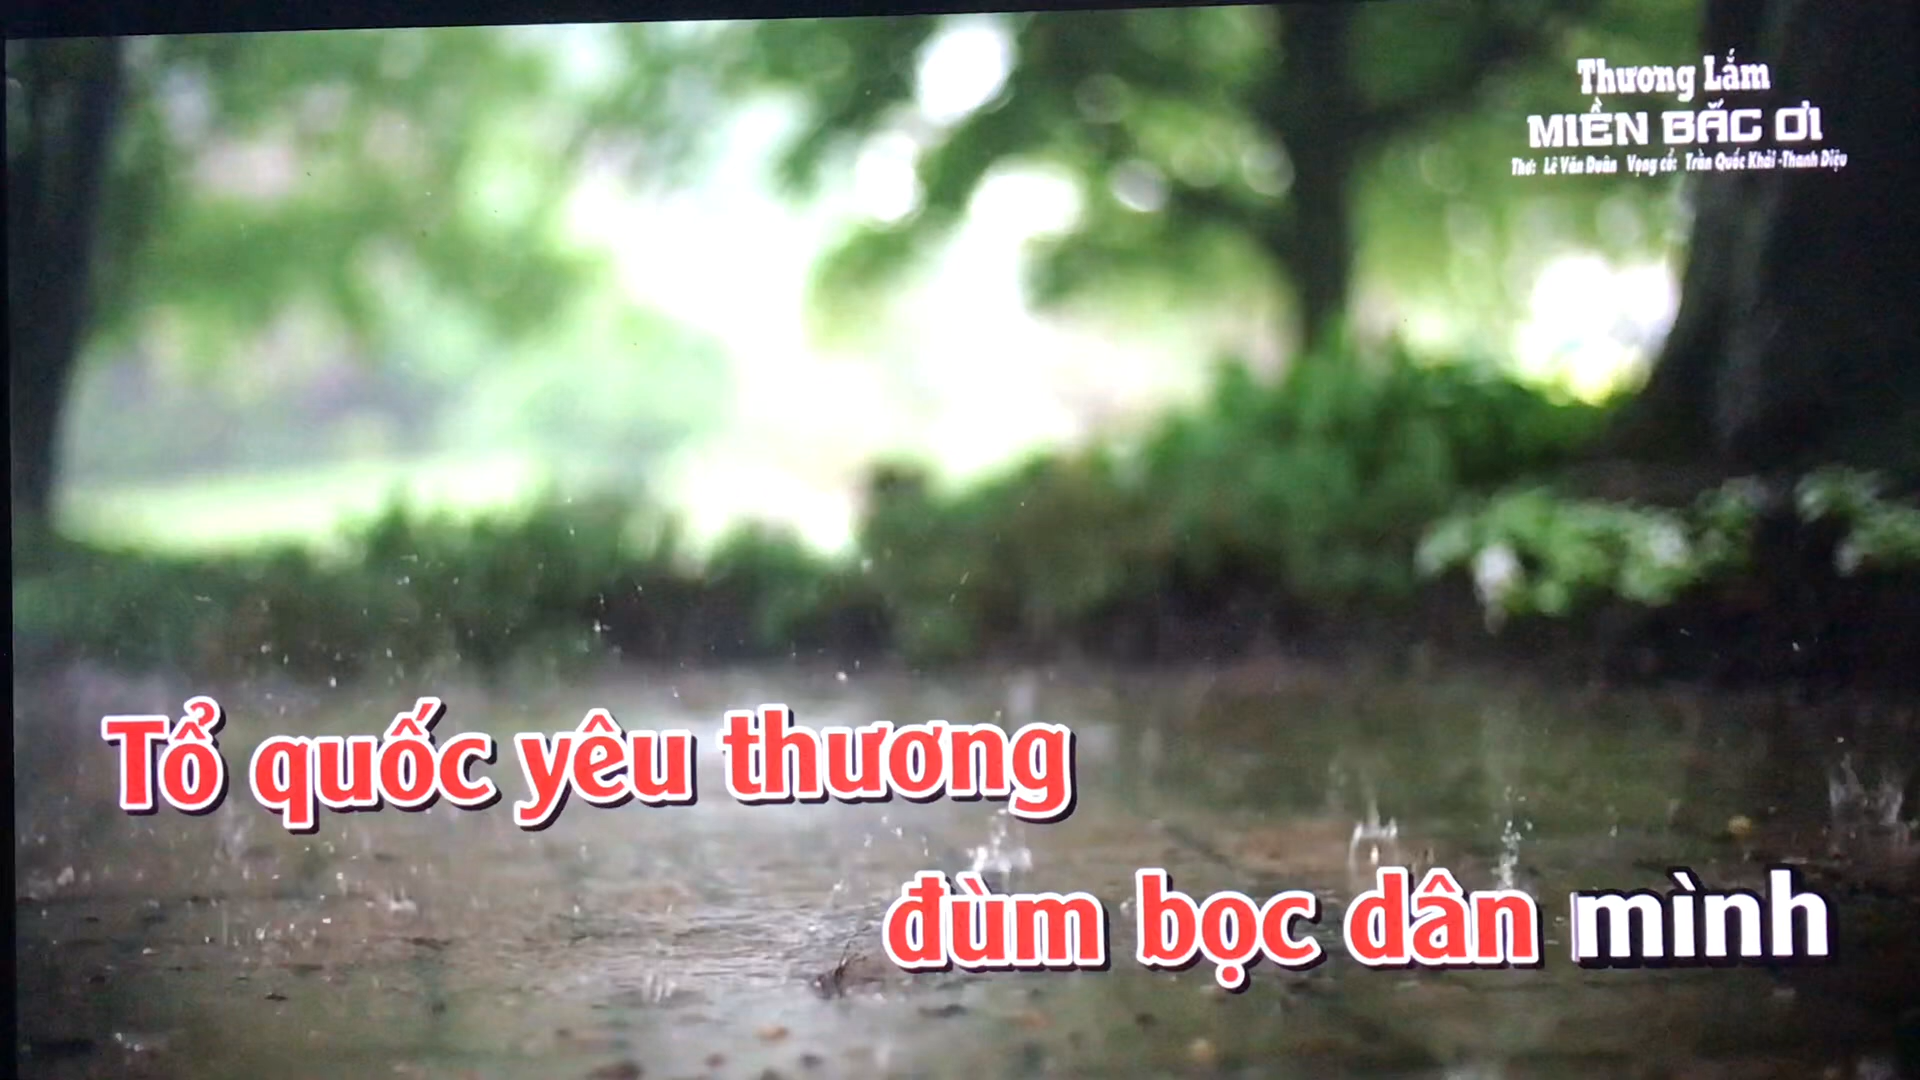 Thương Lắm
MIỀN BẮC ƠI
Thơ: Lê Văn Duân Vọng cổ: Trần Quốc Khải -Thanh Diệu
Tổ quốc yêu thương
đùm bọc dân mình